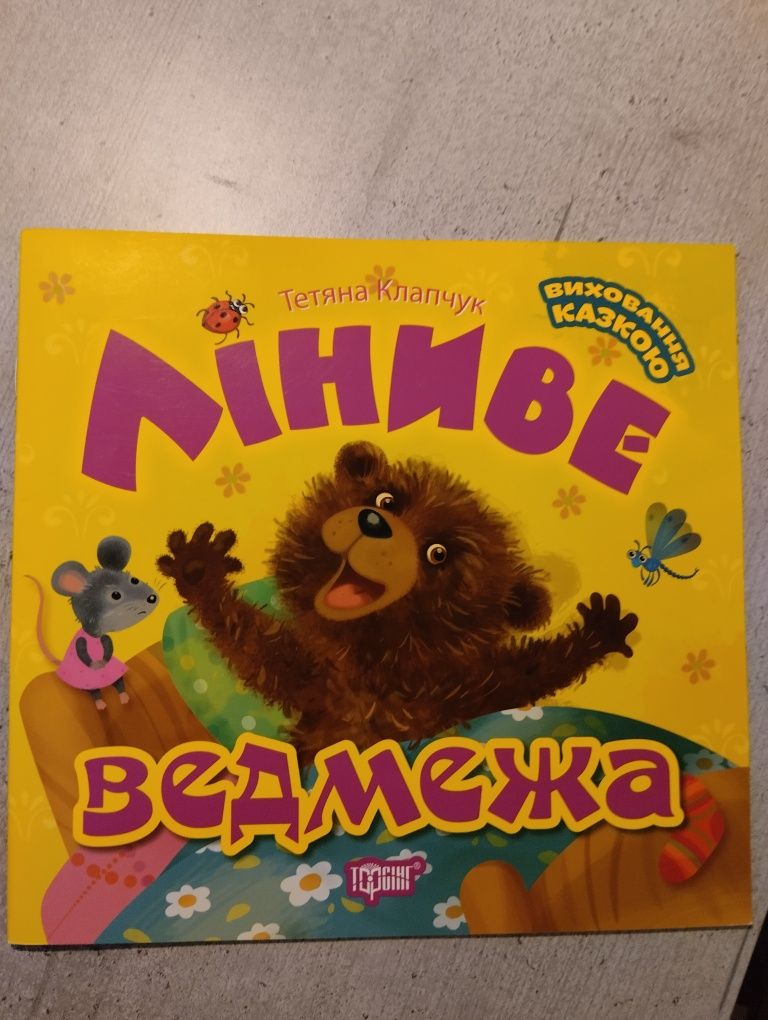 Тетяна Клапчук
ВИХОВАННЯ
КАЗКОЮ
ЛІНИВЕ
ВЕДМЕЖА
ТОРСІНГ®